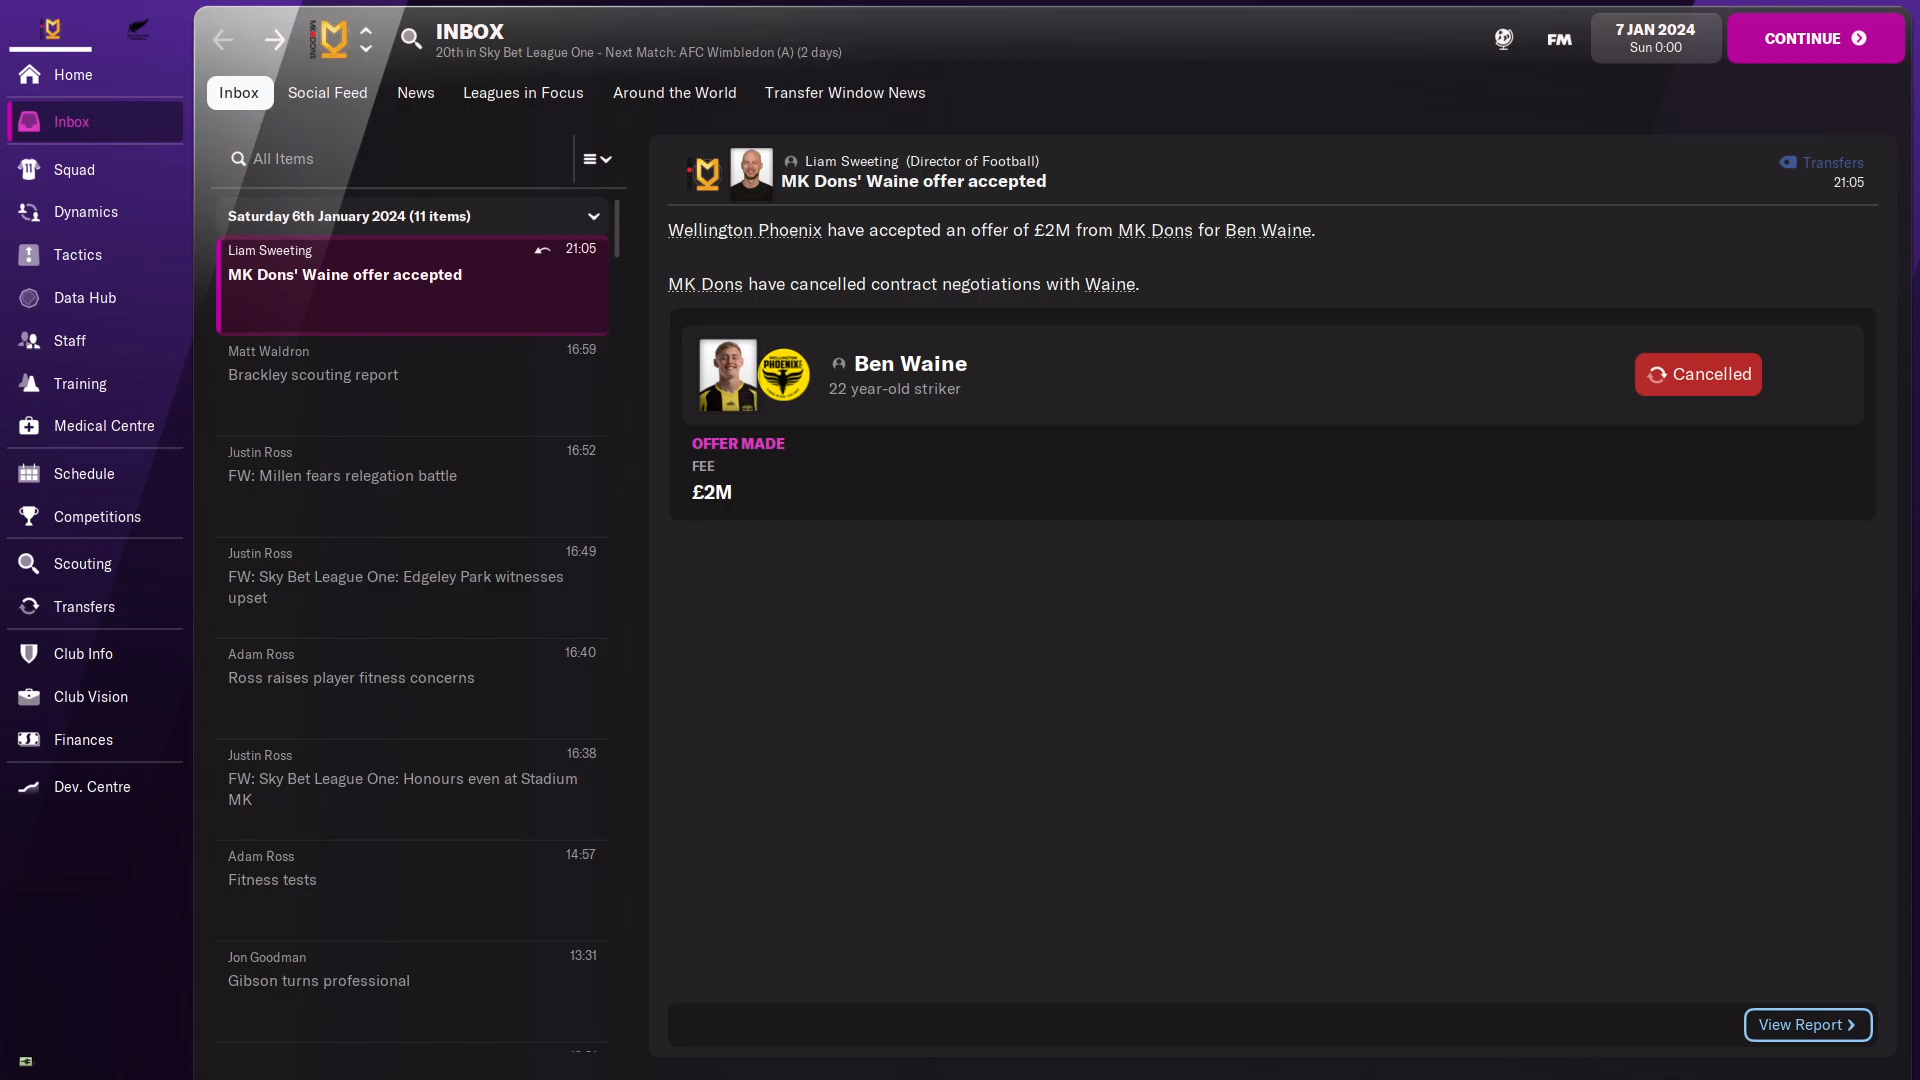 INBOX
20th in Sky Bet League One - Next Match: AFC Wimbledon (A) (2 days)
FM
7 JAN 2024
Sun 0:00
CONTINUE
Home
Inbox
Squad
Dynamics
Tactics
Data Hub
Staff
Training
Medical Centre
Schedule
Competitions
Scouting
Transfers
Club Info
Club Vision
Finances
Dev. Centre
Inbox
Social Feed
News
Leagues in Focus
Around the World
Transfer Window News
All Items
Saturday 6th January 2024 (11 items)
Liam Sweeting
21:05
MK Dons' Waine offer accepted
Matt Waldron
16:59
Brackley scouting report
Justin Ross
16:52
FW: Millen fears relegation battle
Justin Ross
16:49
FW: Sky Bet League One: Edgeley Park witnesses
upset
Adam Ross
16:40
Ross raises player fitness concerns
Justin Ross
16:38
FW: Sky Bet League One: Honours even at Stadium
MK
Adam Ross
14:57
Fitness tests
Jon Goodman
13:31
Gibson turns professional
Liam Sweeting (Director of Football)
MK Dons' Waine offer accepted
Transfers
21:05
Wellington Phoenix have accepted an offer of £2M from MK Dons for Ben Waine.
MK Dons have cancelled contract negotiations with Waine.
PHOENIX
Ben Waine
22 year-old striker
Cancelled
OFFER MADE
FEE
£2M
View Report